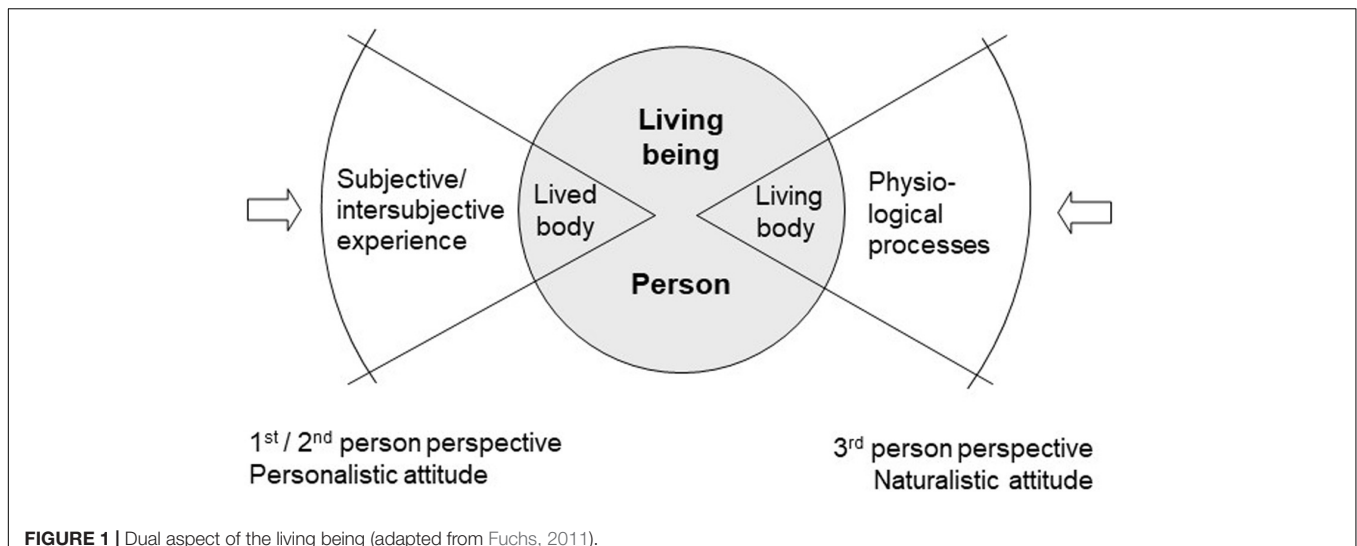 Living
being
Subjective/
intersubjective
experience
Lived
body
Living
body
Physio-
logical
processes
Person
1st / 2nd person perspective
Personalistic attitude
3rd person perspective
Naturalistic attitude
FIGURE 1 | Dual aspect of the living being (adapted from Fuchs, 2011).